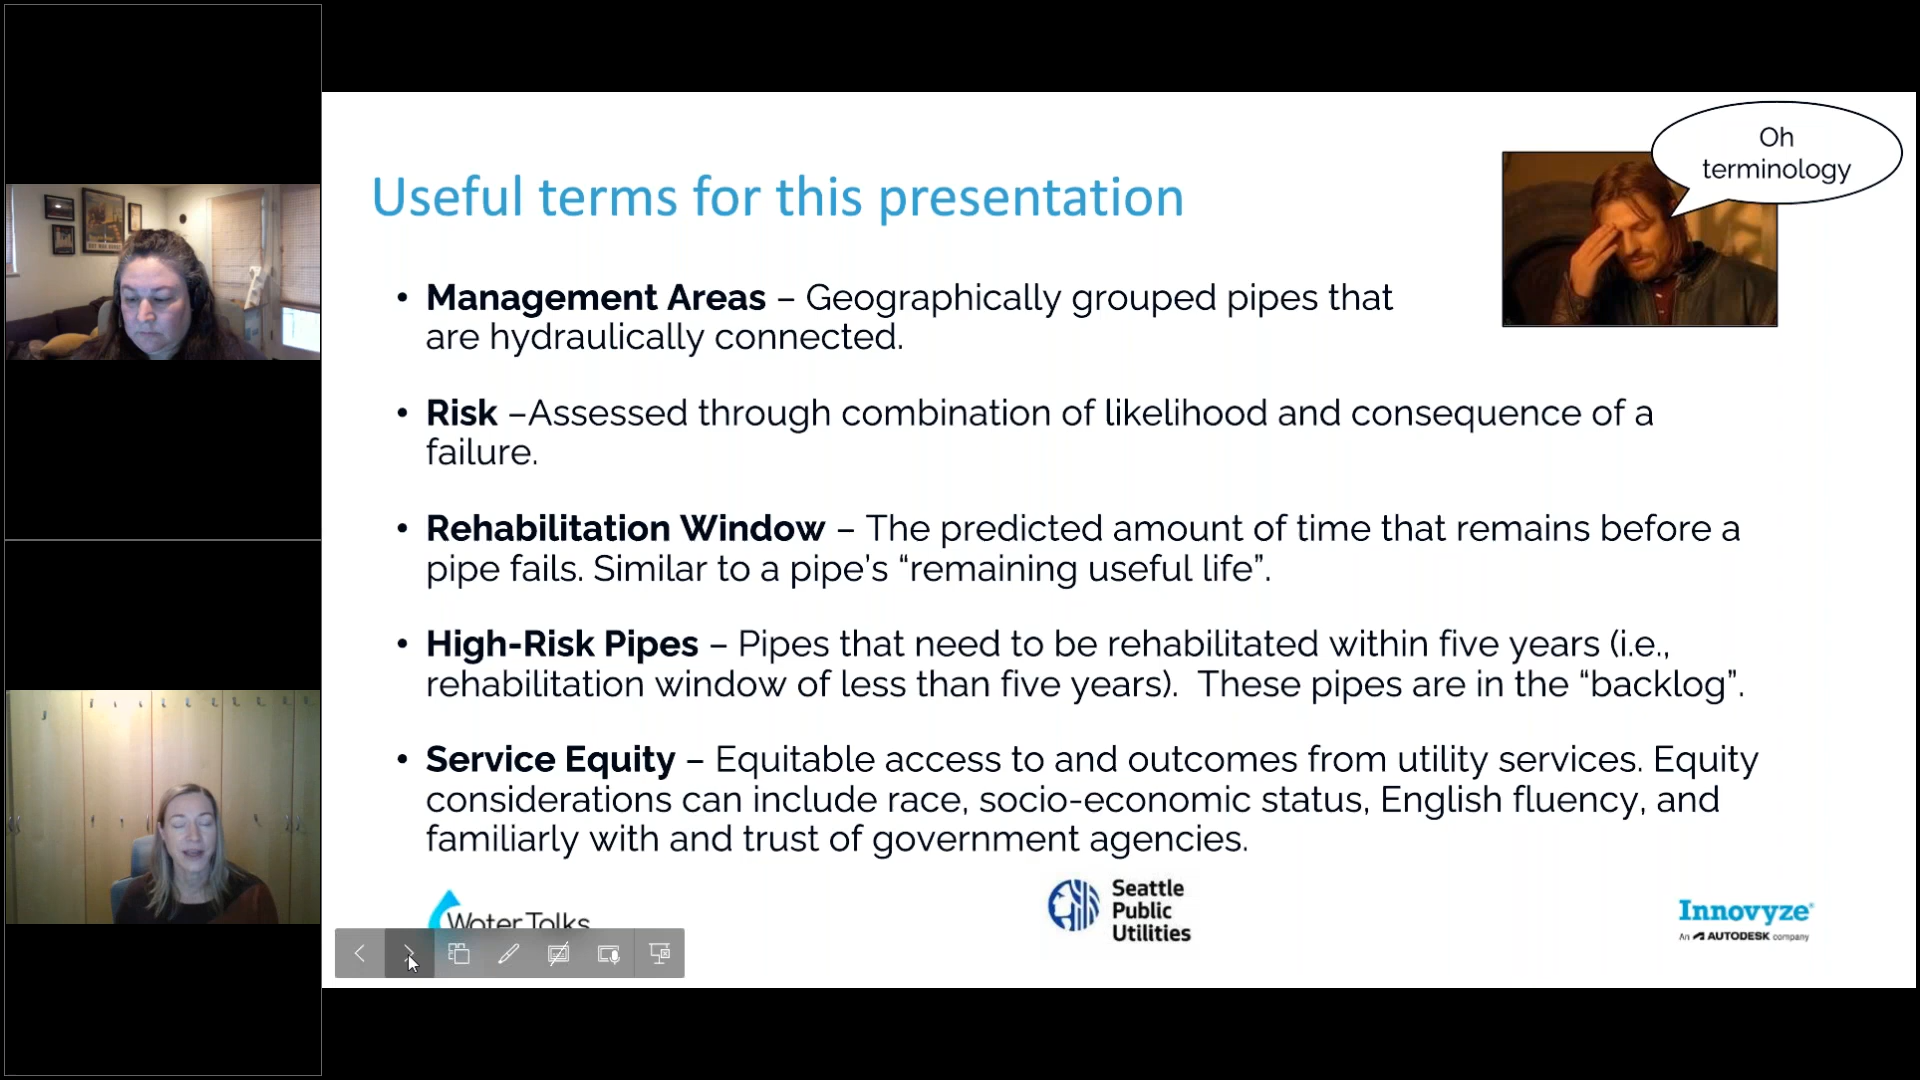 Oh
terminology
Useful terms for this presentation
• Management Areas – Geographically grouped pipes that
are hydraulically connected.
• Risk –Assessed through combination of likelihood and consequence of a
failure.
• Rehabilitation Window – The predicted amount of time that remains before a
pipe fails. Similar to a pipe's “remaining useful life”.
• High-Risk Pipes – Pipes that need to be rehabilitated within five years (i.e.,
rehabilitation window of less than five years).  These pipes are in the “backlog”.
• Service Equity – Equitable access to and outcomes from utility services. Equity
considerations can include race, socio-economic status, English fluency, and
familiarly with and trust of government agencies.
Water Talks
Seattle
Public
Utilities
Innovyze
An AUTODESK company